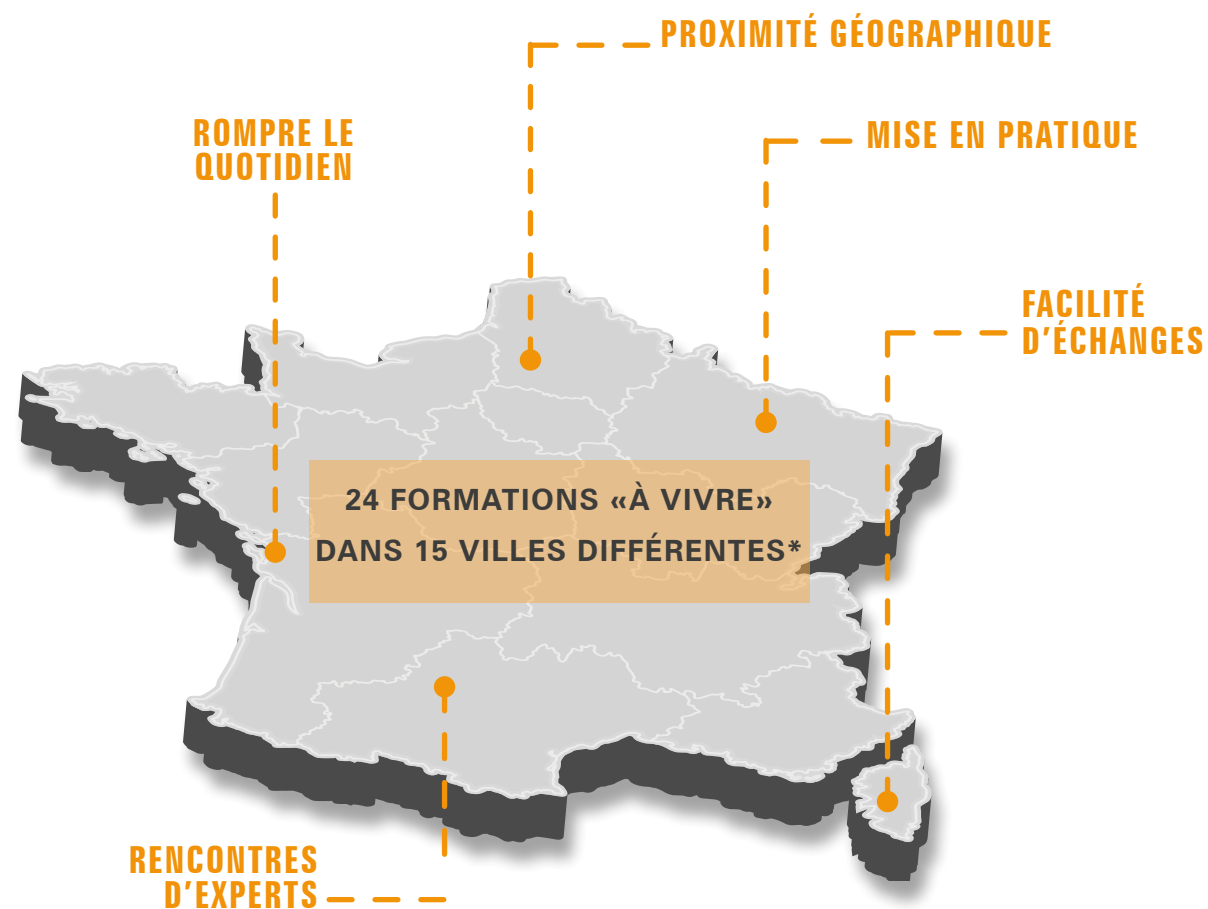 PROXIMITÉ GÉOGRAPHIQUE
ROMPRE LE
QUOTIDIEN
MISE EN PRATIQUE
FACILITÉ
D'ÉCHANGES
24 FORMATIONS «À VIVRE»
DANS 15 VILLES DIFFÉRENTES*
RENCONTRES
D'EXPERTS